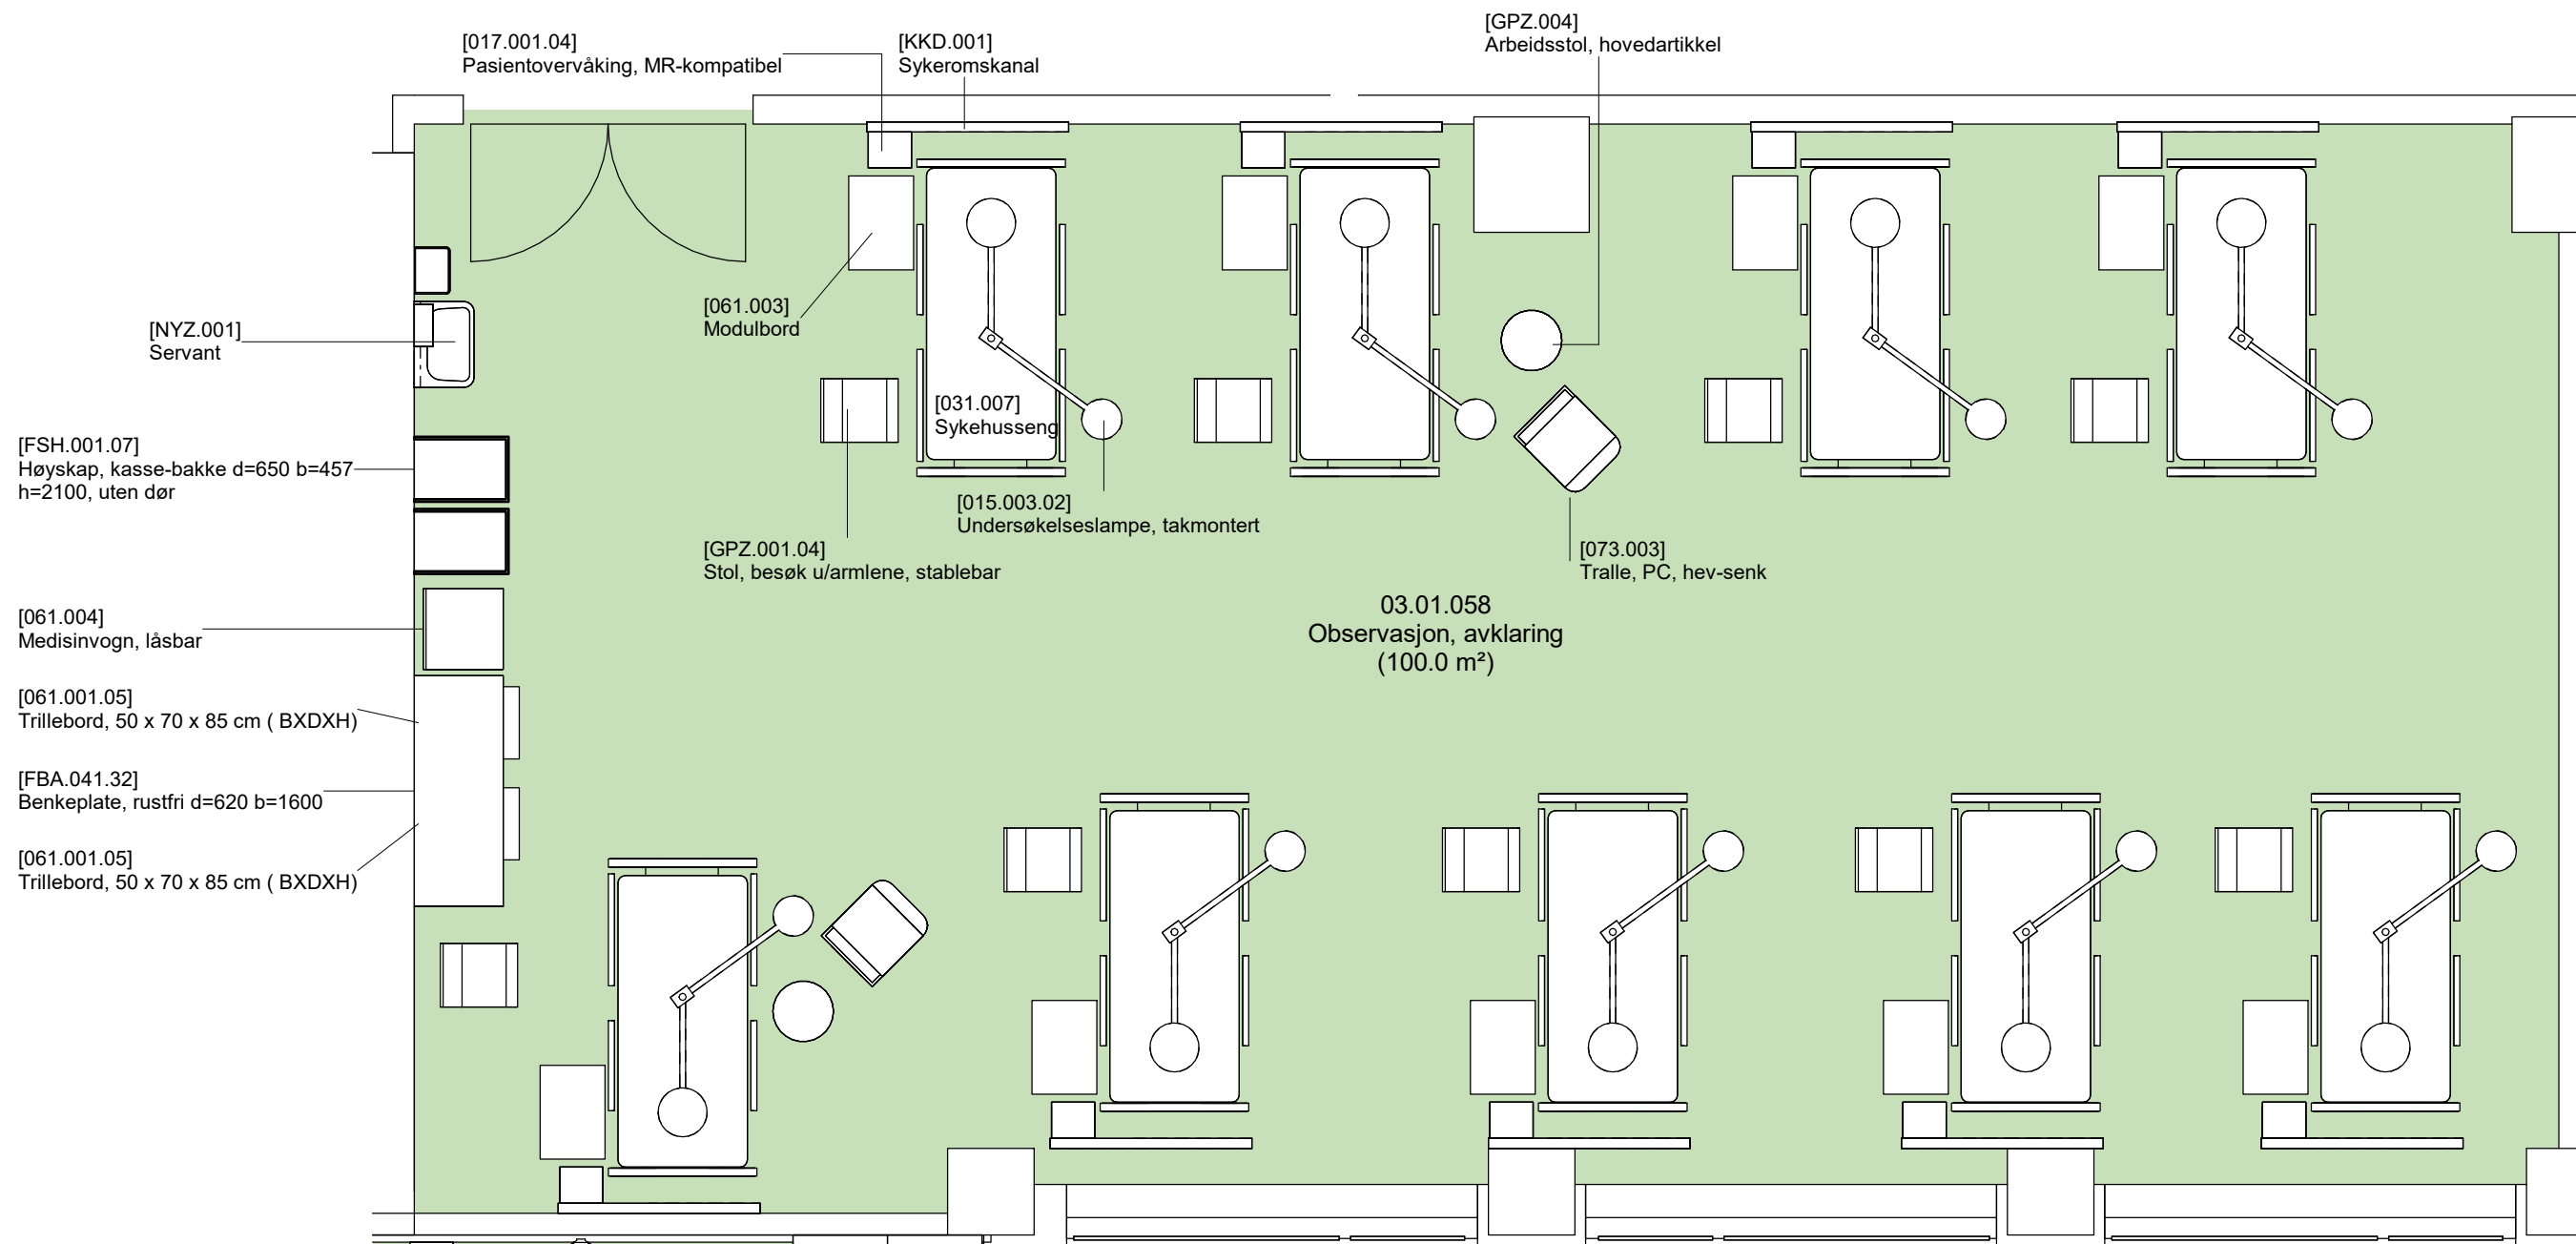 [GPZ.004]
Arbeidsstol, hovedartikkel
[017.001.04]
Pasientovervåking, MR-kompatibel
[KKD.001]
Sykeromskanal
[061.003]
Modulbord
[NYZ.001]
Servant
[031.007]
Sykehusseng
[FSH.001.07]
Høyskap, kasse-bakke d=650 b=457
h=2100, uten dør
[015.003.02]
Undersøkelseslampe, takmontert
[GPZ.001.04]
Stol, besøk u/armlene, stablebar
[073.003]
Tralle, PC, hev-senk
03.01.058
Observasjon, avklaring
(100.0 m²)
[061.004]
Medisinvogn, låsbar
[061.001.05]
Trillebord, 50 x 70 x 85 cm ( BXDXH)
[FBA.041.32]
Benkeplate, rustfri d=620 b=1600
[061.001.05]
Trillebord, 50 x 70 x 85 cm ( BXDXH)